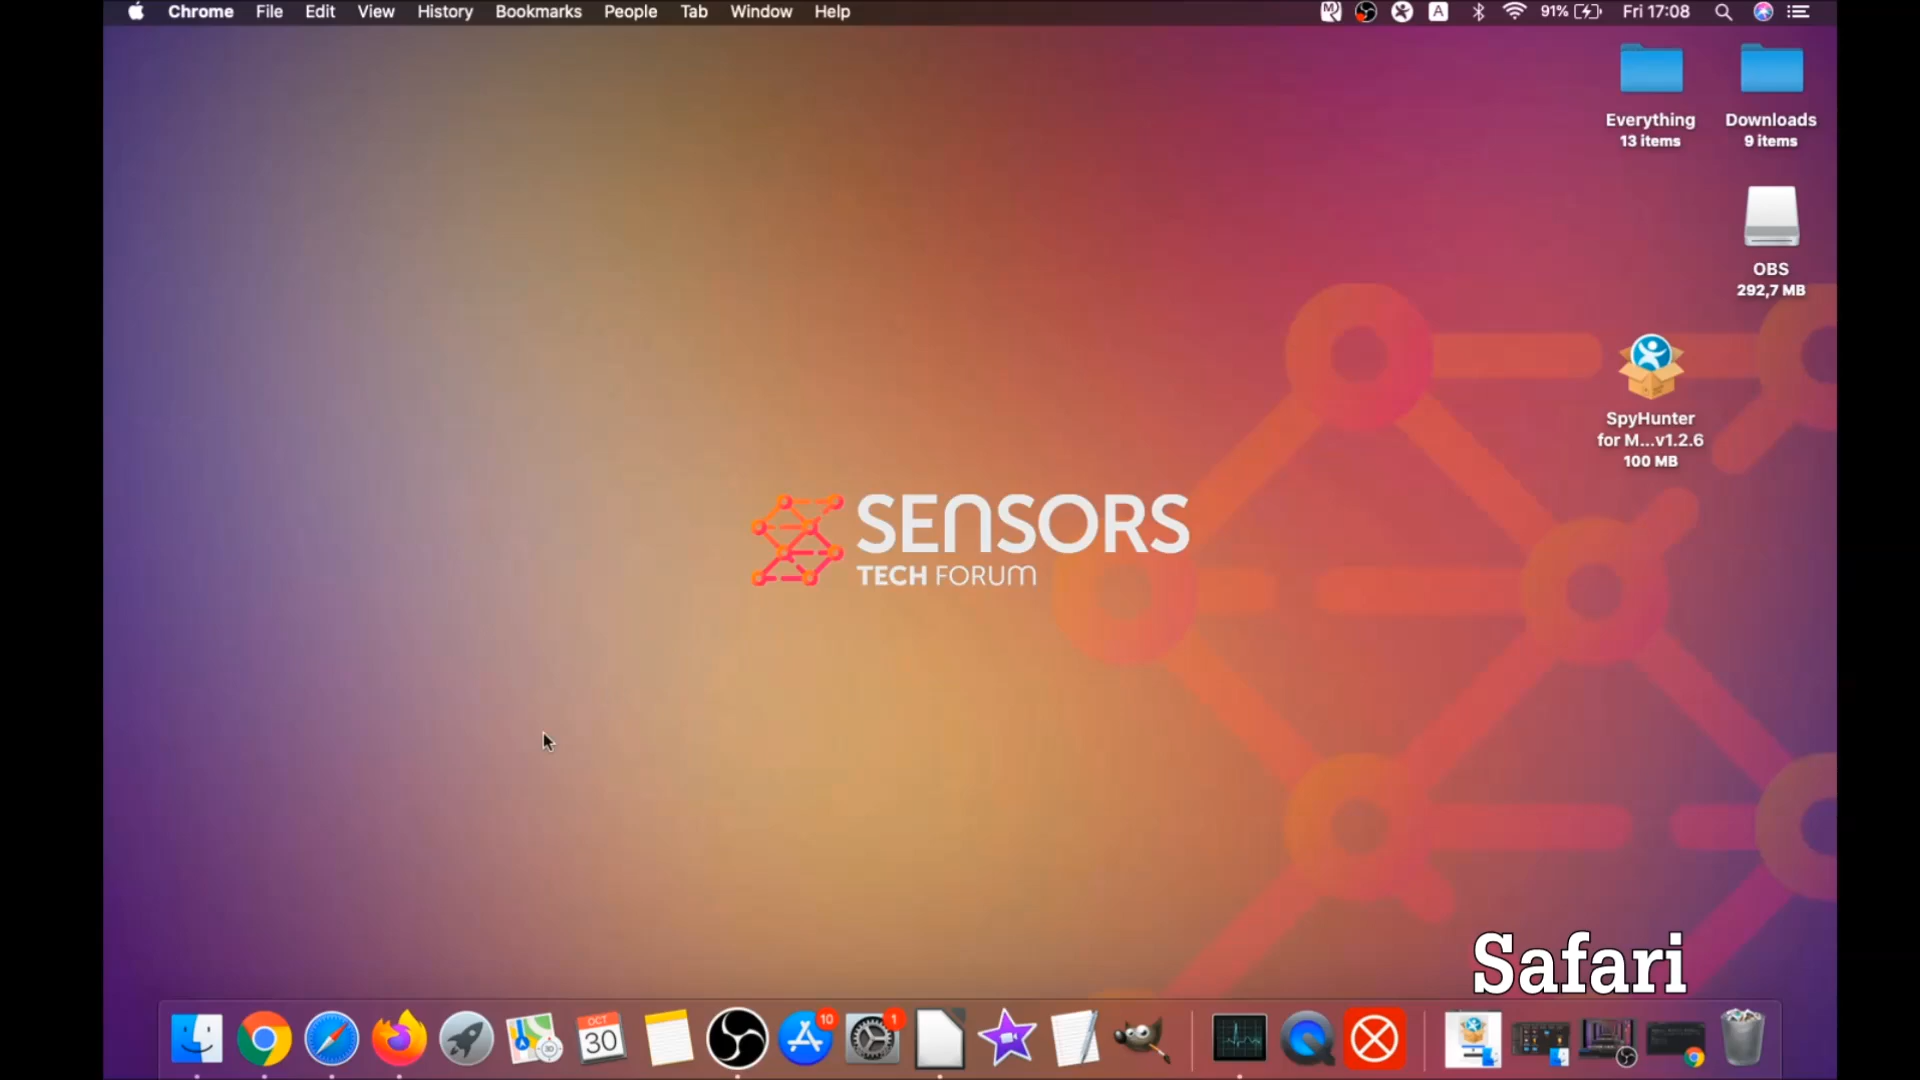 Chrome File Edit View History Bookmarks People Tab Window Help
A 91% Fri 17:08
Everything
13 items
Downloads
9 items
OBS
292,7 MB
SpyHunter
for M...v1.2.6
100 MB
SENSORS
TECH FORUM
Safari
OCT
30
10
1